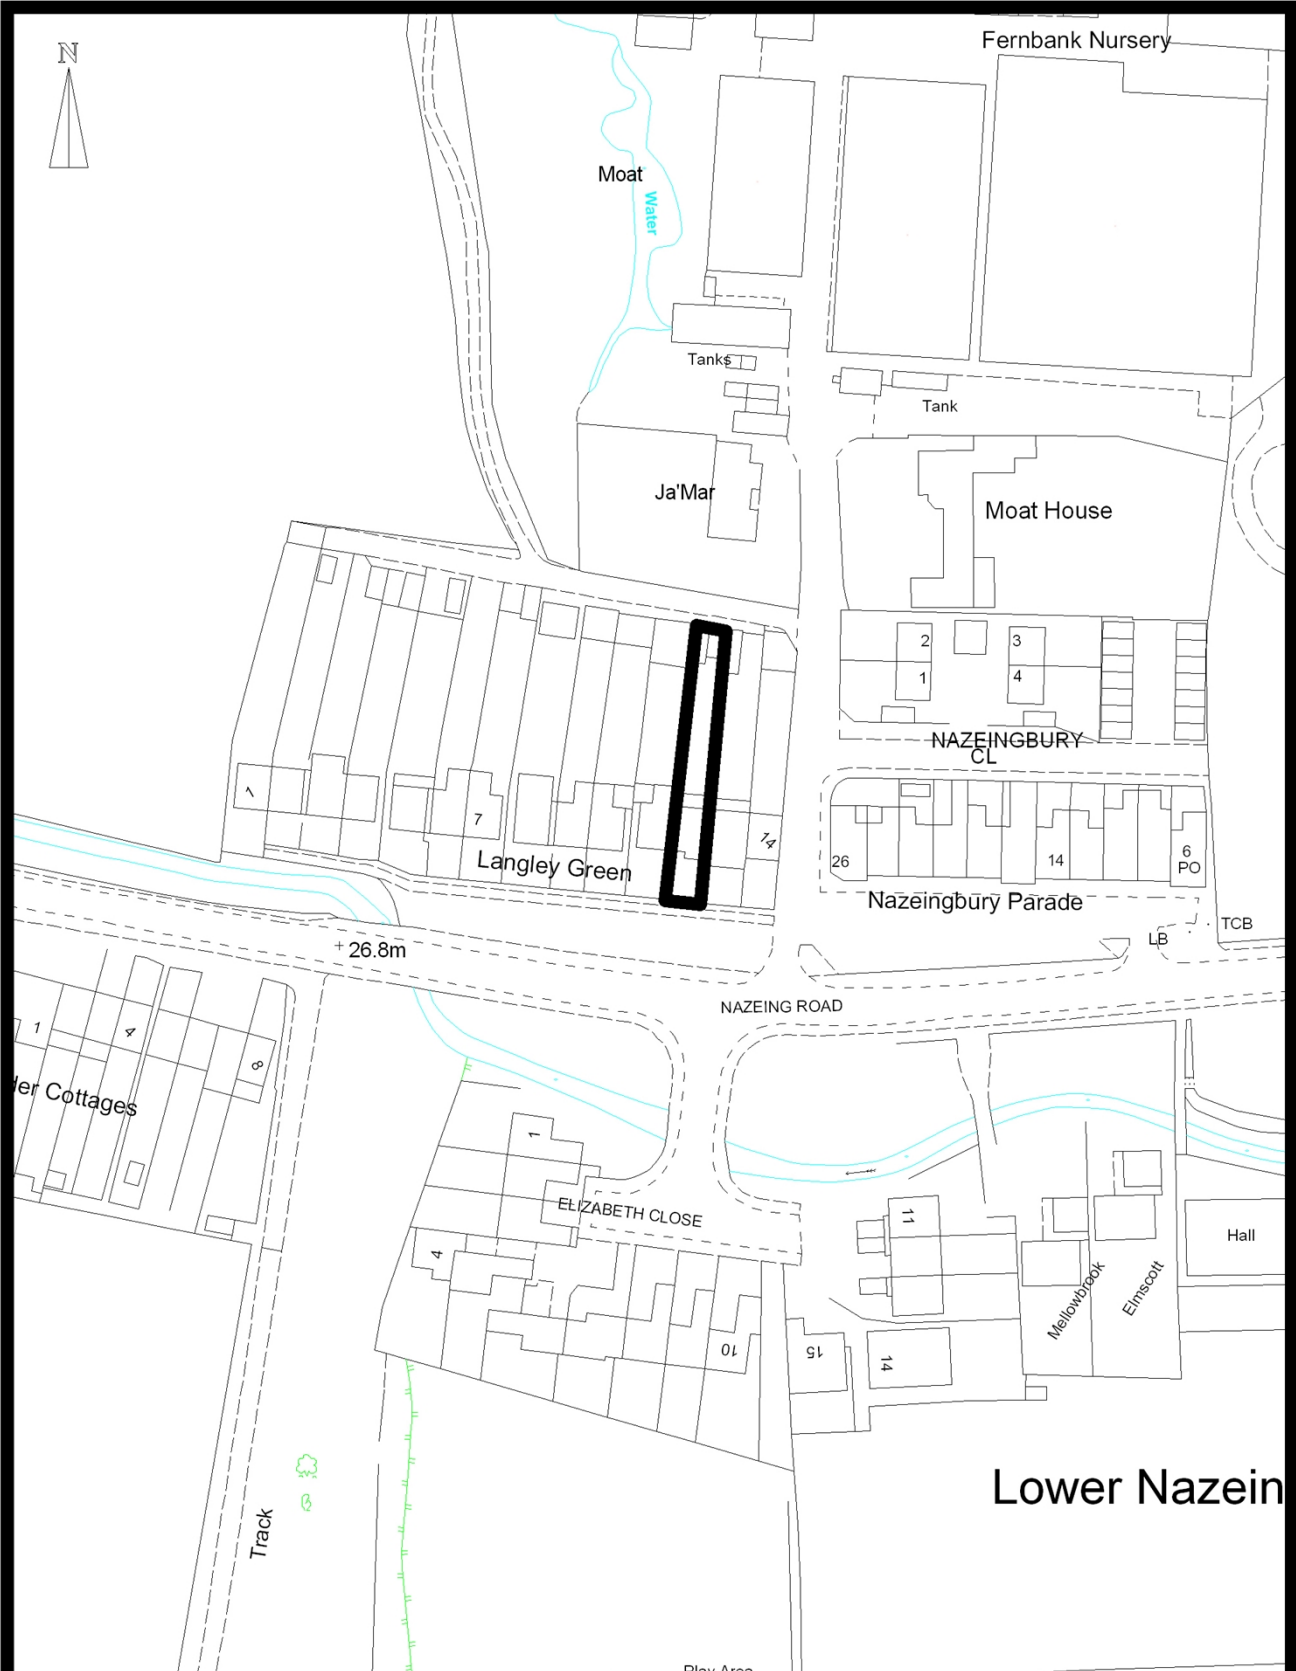 N
Fernbank Nursery
Moat
Water
Tanks
Tank
Ja'Mar
Moat House
2
3
1
4
NAZEINGBURY
CL
1
7
14
Langley Green
26
14
6
PO
Nazeingbury Parade
TCB
LB
26.8m
NAZEING ROAD
1
4
8
der Cottages
1
ELIZABETH CLOSE
4
10
11
15
14
Mellowbrook
Elmscott
Hall
Lower Nazein
Track